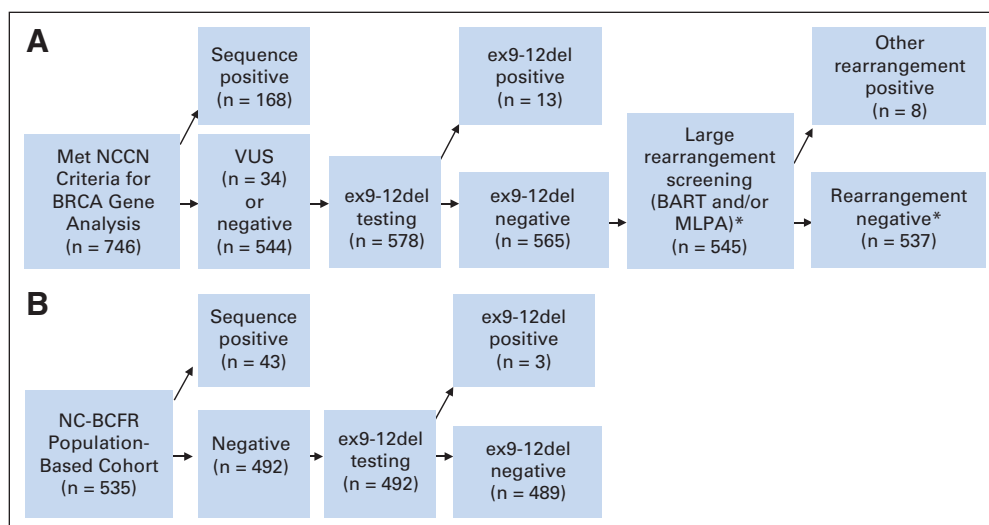 A
Met NCCN
Criteria for
BRCA Gene
Analysis
(n = 746)
Sequence
positive
(n = 168)
VUS
(n = 34)
or
negative
(n = 544)
ex9-12del
testing
(n = 578)
ex9-12del
positive
(n = 13)
ex9-12del
negative
(n = 565)
Large
rearrangement
screening
(BART and/or
MLPA)*
(n = 545)
Other
rearrangement
positive
(n = 8)
Rearrangement
negative*
(n = 537)
B
NC-BCFR
Population-
Based Cohort
(n = 535)
Sequence
positive
(n = 43)
Negative
(n = 492)
ex9-12del
testing
(n = 492)
ex9-12del
positive
(n = 3)
ex9-12del
negative
(n = 489)